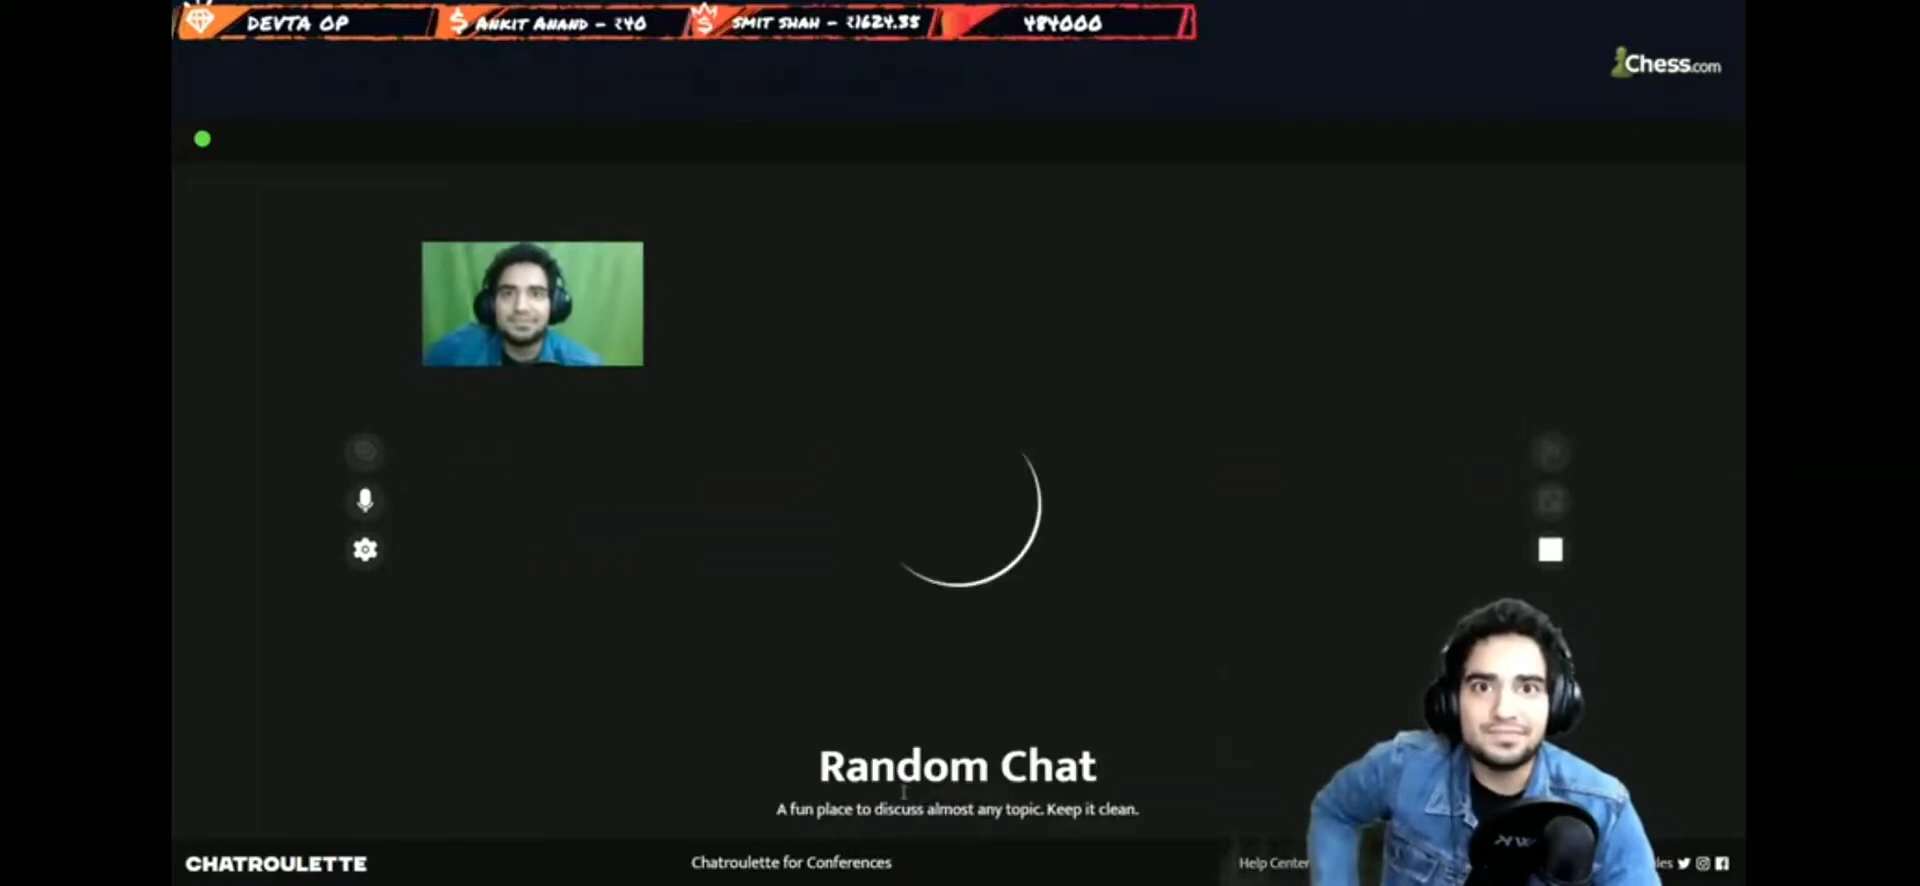 DEVTA OP
$ ANKIT ANAND - ₹40
SMIT SHAH - ₹1624.35
484000
Chess.com
Random Chat
A fun place to discuss almost any topic. Keep it clean.
CHATROULETTE
Chatroulette for Conferences
Help Center